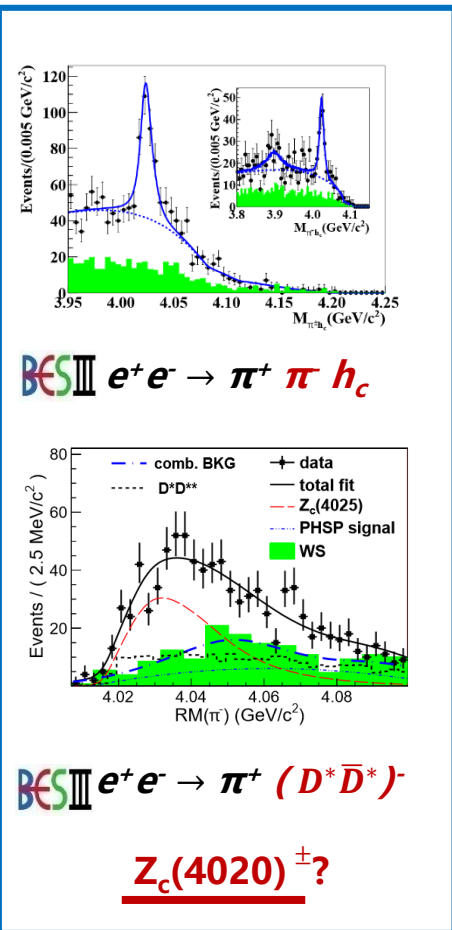 120
100
80
60
40
20
0
Events/(0.005 GeV/c²)
3.95 4.00 4.05 4.10 4.15 4.20 4.25
M_π±h_c(GeV/c²)
50
40
30
20
10
0
Events/(0.005 GeV/c²)
3.8 3.9 4.0 4.1
M_π±h_c(GeV/c²)
BESIII e⁺e⁻ → π⁺ π⁻ h_c
80
60
40
20
Events / ( 2.5 MeV/c² )
comb. BKG
D*D**
data
total fit
Z_c(4025)
PHSP signal
WS
4.02 4.04 4.06 4.08
RM(π⁻) (GeV/c²)
BESIII e⁺e⁻ → π⁺ (D*D̄*)⁻
Z_c(4020)±?